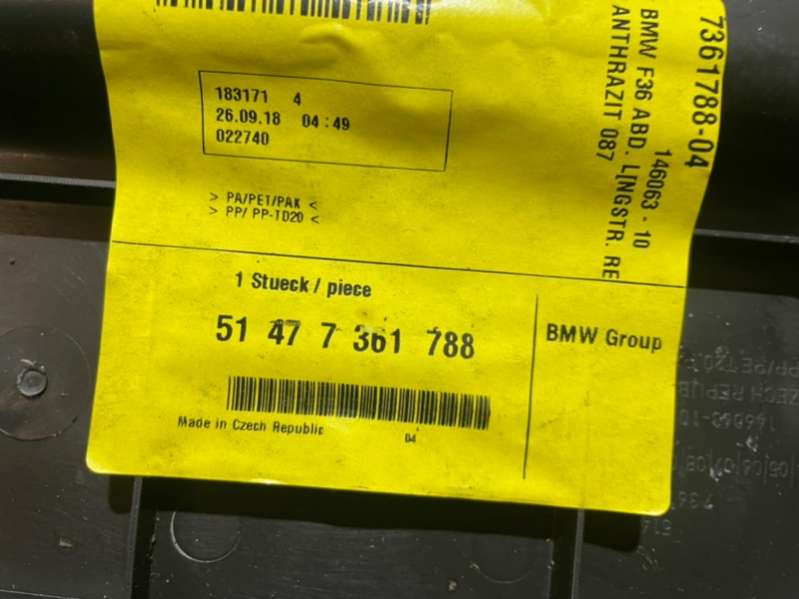 183171 4
26.09.18 04:49
022740
> PA/PET/PAK <
> PP/ PP-TD20 <
7361788-04
146063 - 10
BMW F36 ABD. LINGSTR. RE
ANTHRAZIT 087
1 Stueck / piece
51 47 7 361 788
BMW Group
Made in Czech Republic
04